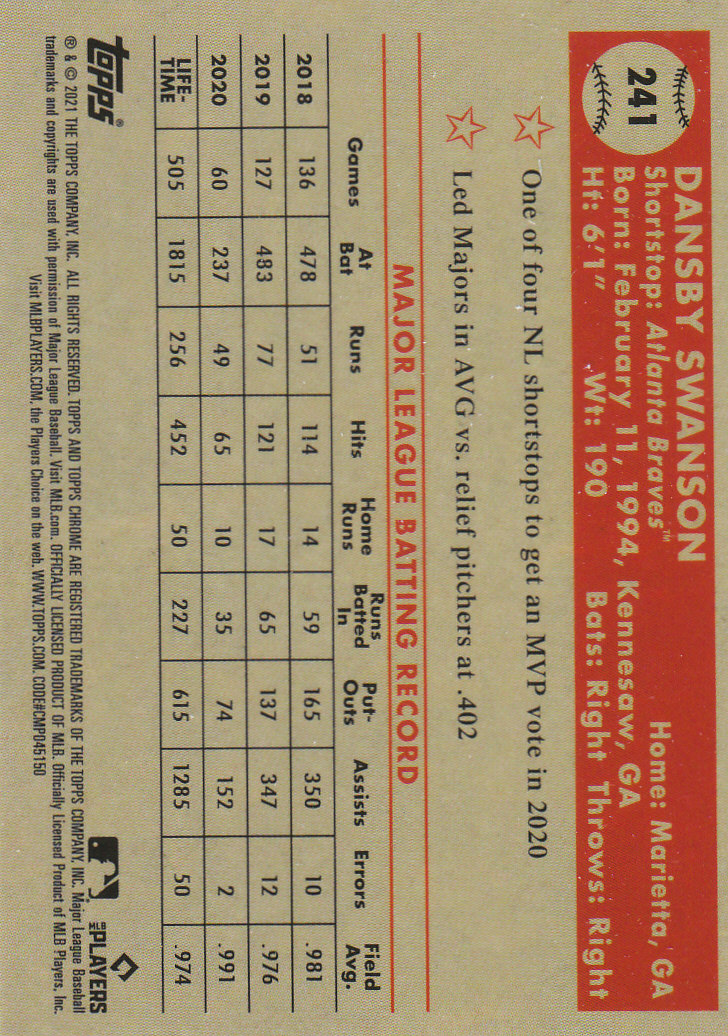 241
DANSBY SWANSON Home: Marietta, GA
Shortstop: Atlanta Braves™
Born: February 11, 1994, Kennesaw, GA
Ht: 6'1" Wt: 190 Bats: Right Throws: Right
One of four NL shortstops to get an MVP vote in 2020
Led Majors in AVG vs. relief pitchers at .402
MAJOR LEAGUE BATTING RECORD
Games At Bat Runs Hits Home Runs Runs Batted In Put-Outs Assists Errors Field Avg.
2018 136 478 51 114 14 59 165 350 10 .981
2019 127 483 77 121 17 65 137 347 12 .976
2020 60 237 49 65 10 35 74 152 2 .991
LIFE-TIME 505 1815 256 452 50 227 615 1285 50 .974
topps®
MLB PLAYERS
® & © 2021 THE TOPPS COMPANY, INC. ALL RIGHTS RESERVED. TOPPS AND TOPPS CHROME ARE REGISTERED TRADEMARKS OF THE TOPPS COMPANY, INC. Major League Baseball
trademarks and copyrights are used with permission of Major League Baseball. Visit MLB.com. OFFICIALLY LICENSED PRODUCT OF MLB. Officially Licensed Product of MLB Players, Inc.
Visit MLBPLAYERS.COM, the Players Choice on the web. WWW.TOPPS.COM. CODE#CMP045150